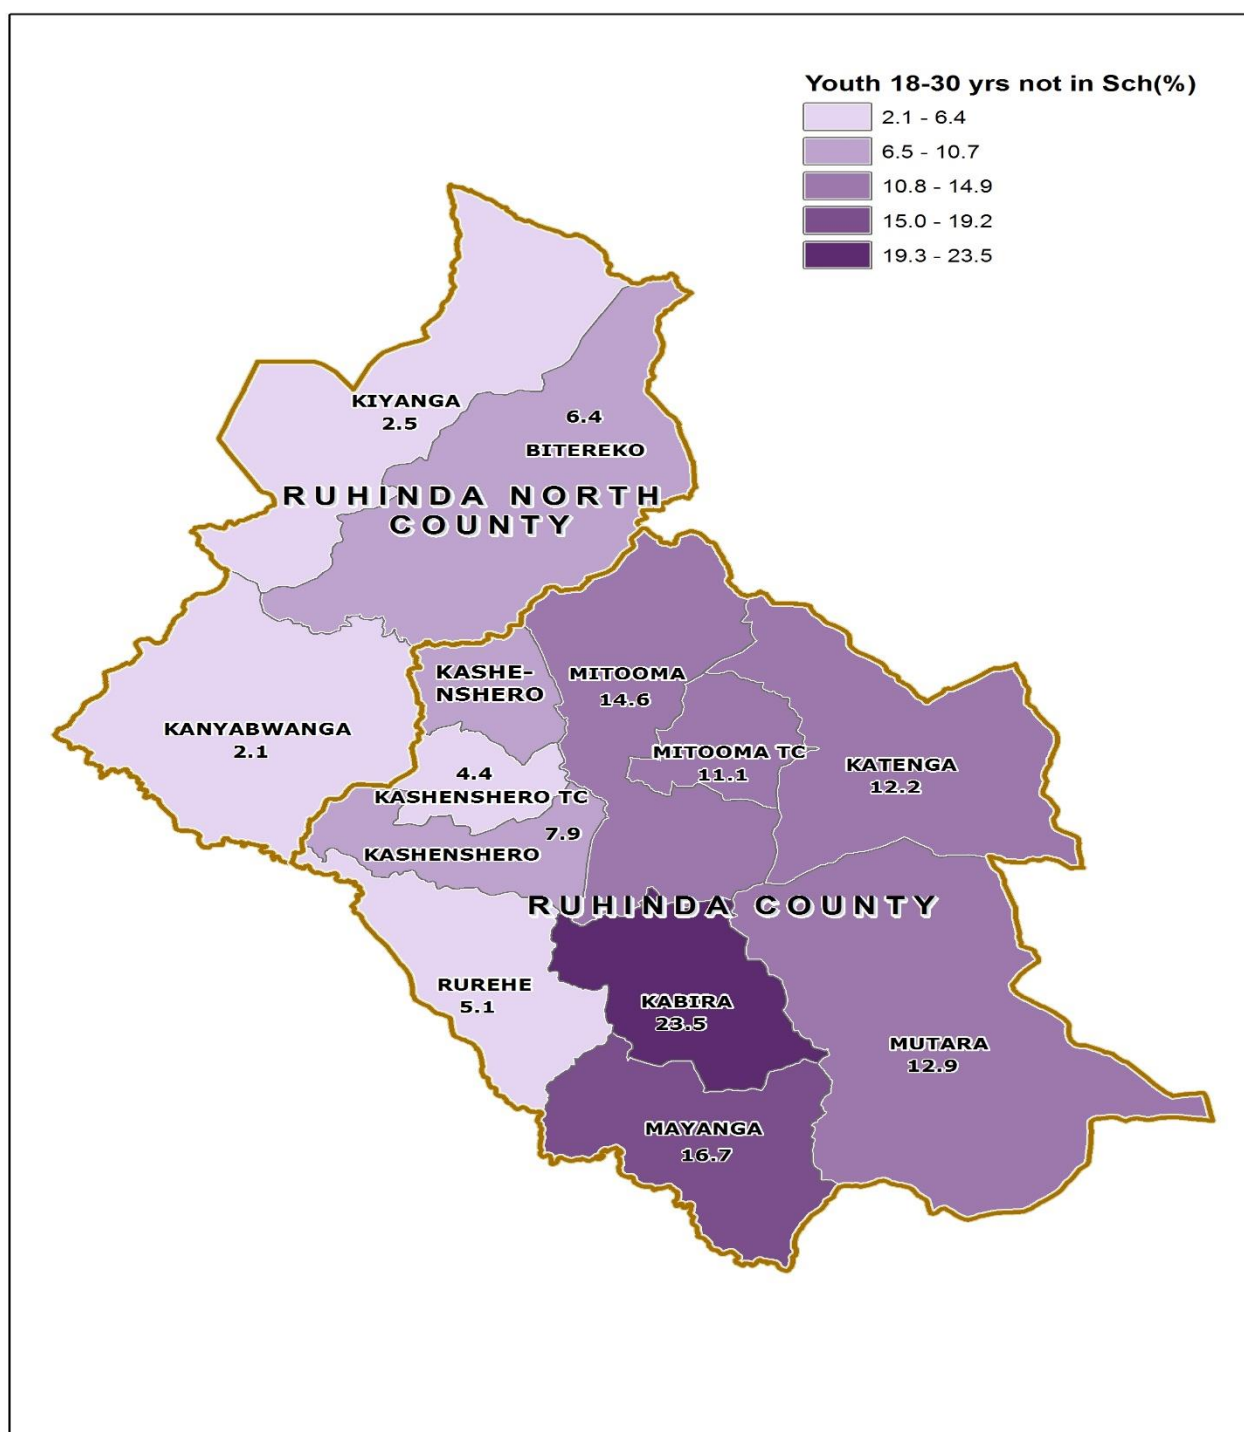 Youth 18-30 yrs not in Sch(%)
2.1 - 6.4
6.5 - 10.7
10.8 - 14.9
15.0 - 19.2
19.3 - 23.5
KIYANGA
2.5
6.4
BITEREKO
RUHINDA NORTH
COUNTY
KASHE-
NSHERO
MITOOMA
14.6
KANYABWANGA
2.1
MITOOMA TC
11.1
KATENGA
12.2
4.4
KASHENSHERO TC
7.9
KASHENSHERO
RUHINDA COUNTY
RUREHE
5.1
KABIRA
23.5
MUTARA
12.9
MAYANGA
16.7